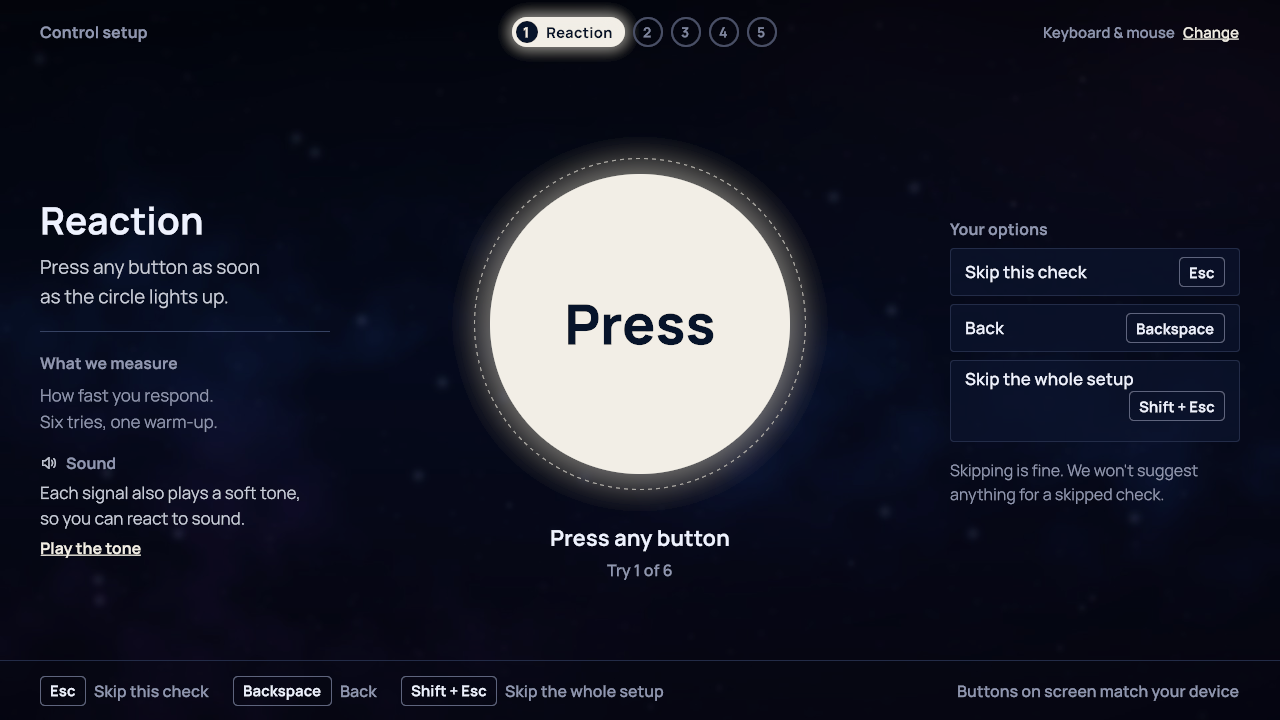 Control setup
1 Reaction 2 3 4 5
Keyboard & mouse Change
Reaction
Press any button as soon
as the circle lights up.
What we measure
How fast you respond.
Six tries, one warm-up.
Sound
Each signal also plays a soft tone,
so you can react to sound.
Play the tone
Press
Press any button
Try 1 of 6
Your options
Skip this check Esc
Back Backspace
Skip the whole setup
Shift + Esc
Skipping is fine. We won't suggest
anything for a skipped check.
Esc Skip this check Backspace Back Shift + Esc Skip the whole setup
Buttons on screen match your device